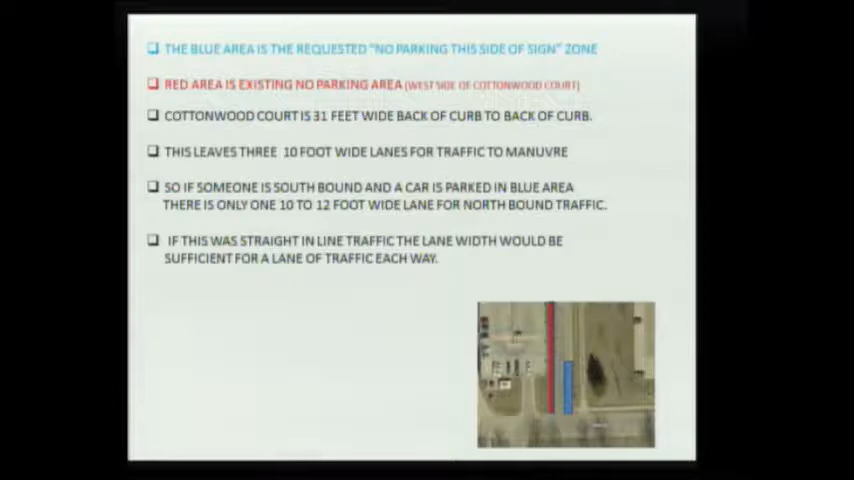 THE BLUE AREA IS THE REQUESTED "NO PARKING THIS SIDE OF SIGN" ZONE
RED AREA IS EXISTING NO PARKING AREA (WEST SIDE OF COTTONWOOD COURT)
COTTONWOOD COURT IS 31 FEET WIDE BACK OF CURB TO BACK OF CURB.
THIS LEAVES THREE 10 FOOT WIDE LANES FOR TRAFFIC TO MANUVRE
SO IF SOMEONE IS SOUTH BOUND AND A CAR IS PARKED IN BLUE AREA
THERE IS ONLY ONE 10 TO 12 FOOT WIDE LANE FOR NORTH BOUND TRAFFIC.
IF THIS WAS STRAIGHT IN LINE TRAFFIC THE LANE WIDTH WOULD BE
SUFFICIENT FOR A LANE OF TRAFFIC EACH WAY.